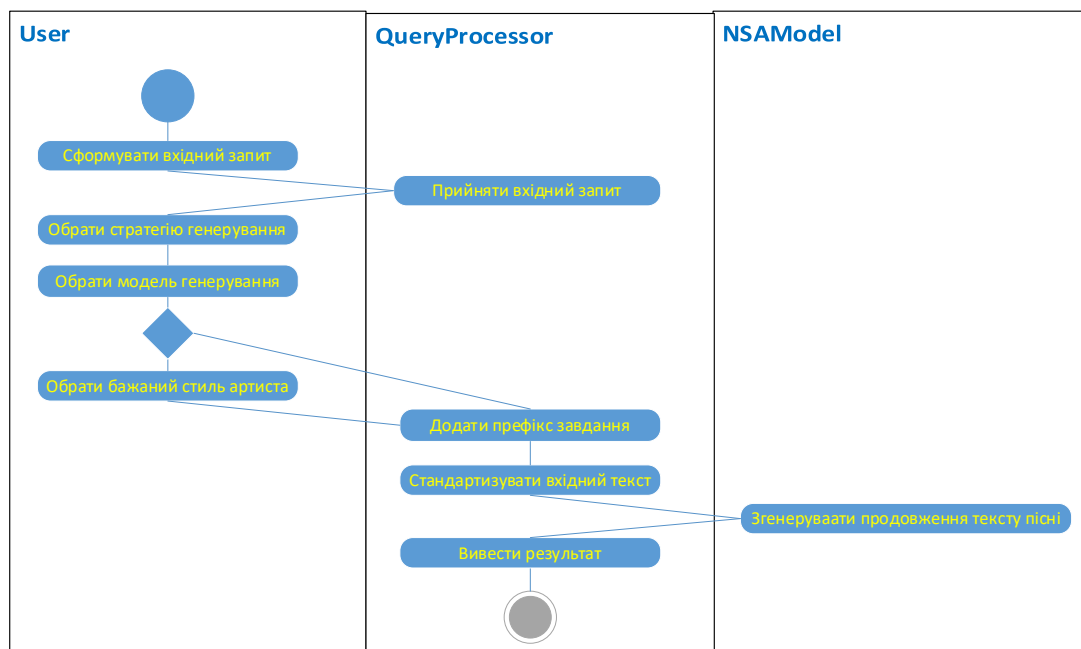 User
QueryProcessor
NSAModel
Сформувати вхідний запит
Прийняти вхідний запит
Обрати стратегію генерування
Обрати модель генерування
Обрати бажаний стиль артиста
Додати префікс завдання
Стандартизувати вхідний текст
Згенеруваати продовження тексту пісні
Вивести результат